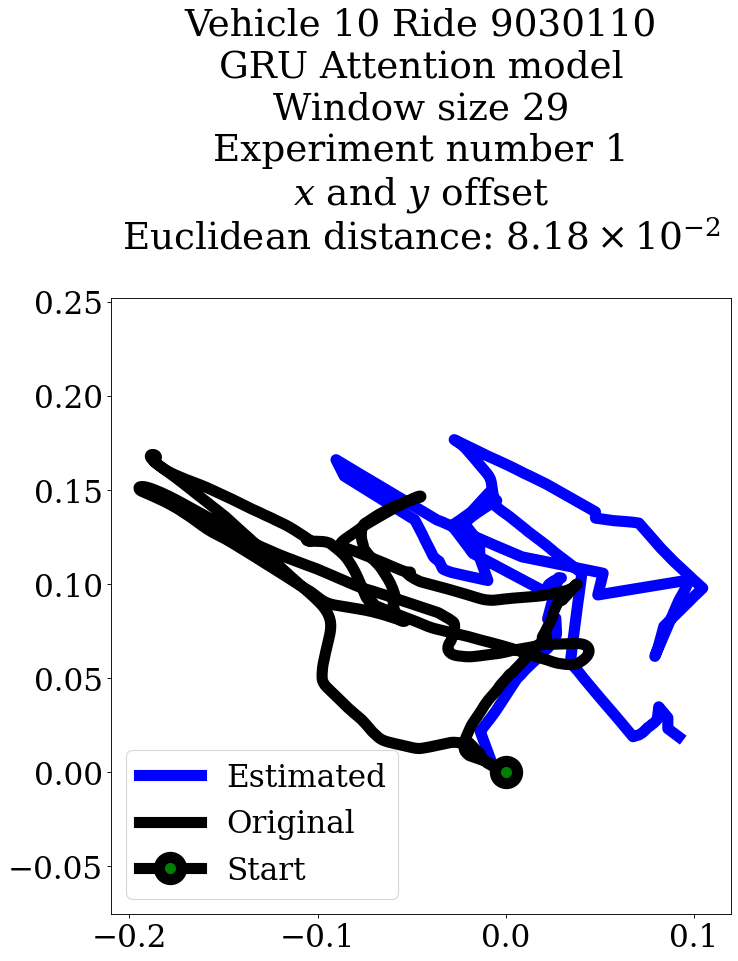 Vehicle 10 Ride 9030110
GRU Attention model
Window size 29
Experiment number 1
x and y offset
Euclidean distance: 8.18 × 10⁻²
0.25
0.20
0.15
0.10
0.05
0.00
−0.05
Estimated
Original
Start
−0.2 −0.1 0.0 0.1